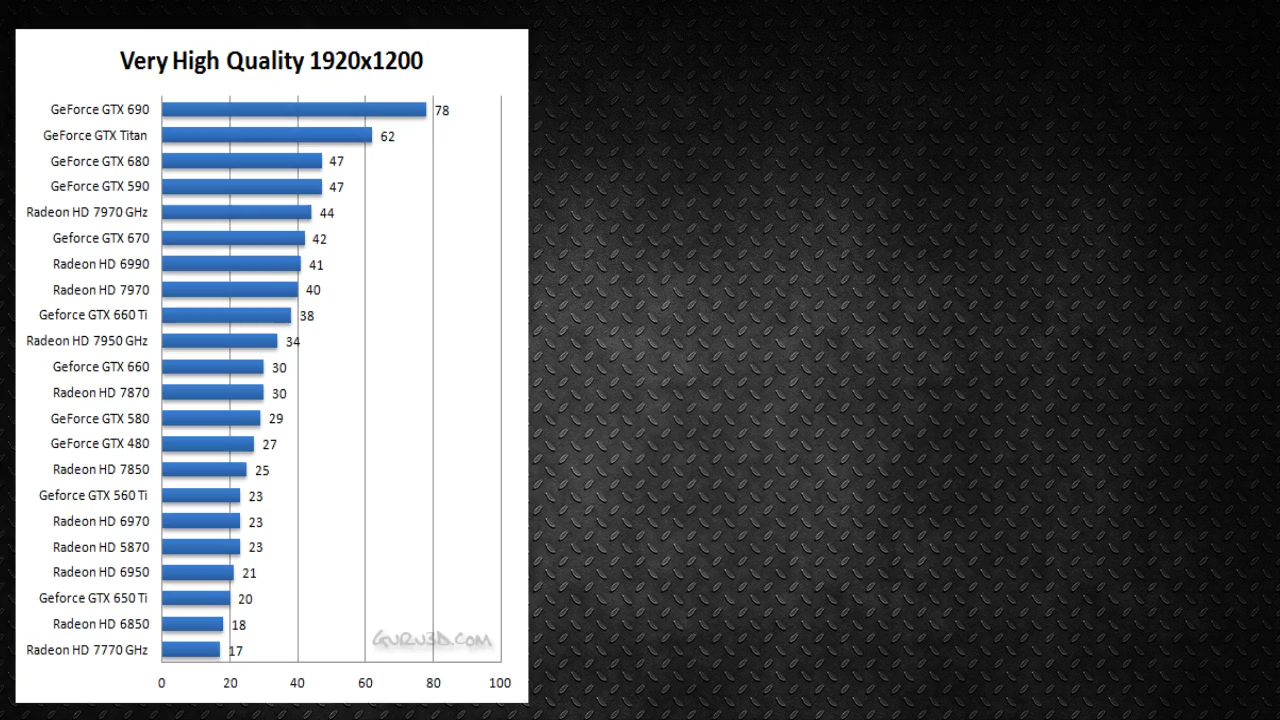 Very High Quality 1920x1200
GeForce GTX 690 78
GeForce GTX Titan 62
GeForce GTX 680 47
GeForce GTX 590 47
Radeon HD 7970 GHz 44
Geforce GTX 670 42
Radeon HD 6990 41
Radeon HD 7970 40
Geforce GTX 660 Ti 38
Radeon HD 7950 GHz 34
Geforce GTX 660 30
Radeon HD 7870 30
GeForce GTX 580 29
GeForce GTX 480 27
Radeon HD 7850 25
Geforce GTX 560 Ti 23
Radeon HD 6970 23
Radeon HD 5870 23
Radeon HD 6950 21
Geforce GTX 650 Ti 20
Radeon HD 6850 18
Radeon HD 7770 GHz 17
GURU3D.COM
0 20 40 60 80 100